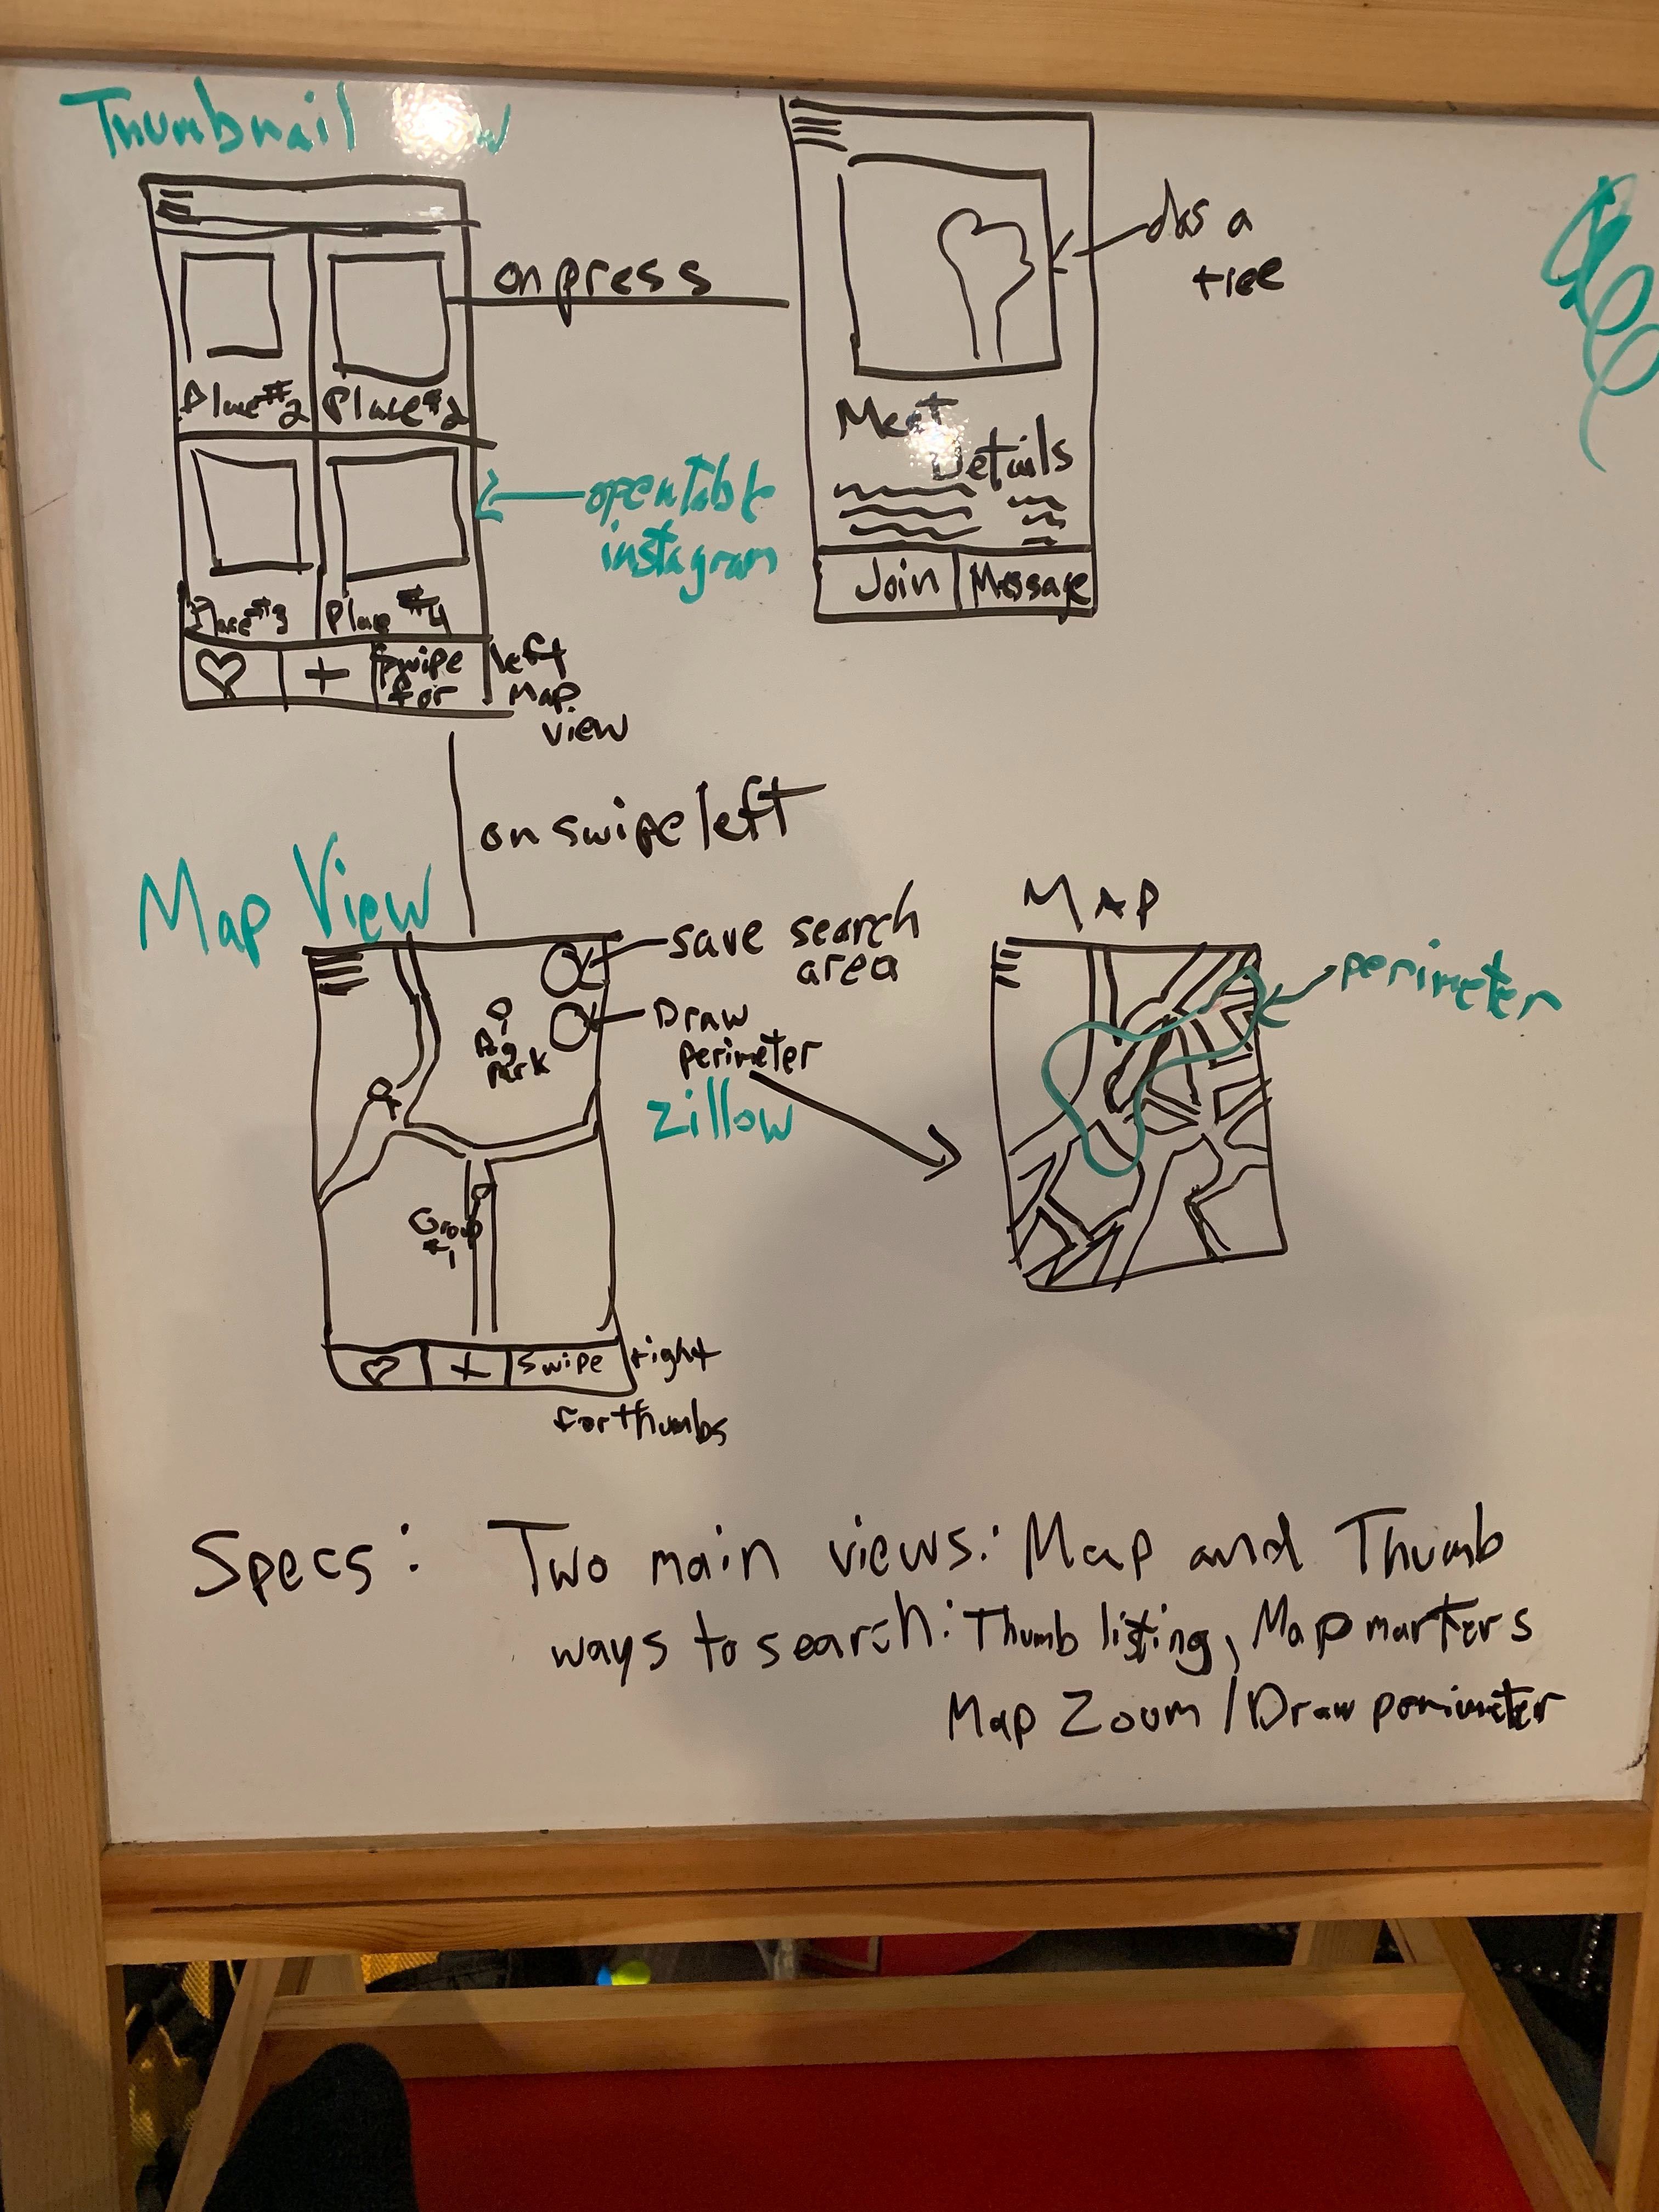 Thumbnail
on press
das a
tree
Place #2
Place #2
opentable
instagram
Meet
Details
Place #3
Place #4
Join
Message
+
Swipe left
for Map
view
on swipe left
Map View
save search
area
Draw
perimeter
zillow
park
Group
#1
♡
+
Swipe right
for thumbs
MAP
perimeter
Specs: Two main views: Map and Thumb
ways to search: Thumb listing, Map markers
Map Zoom / Draw perimeter